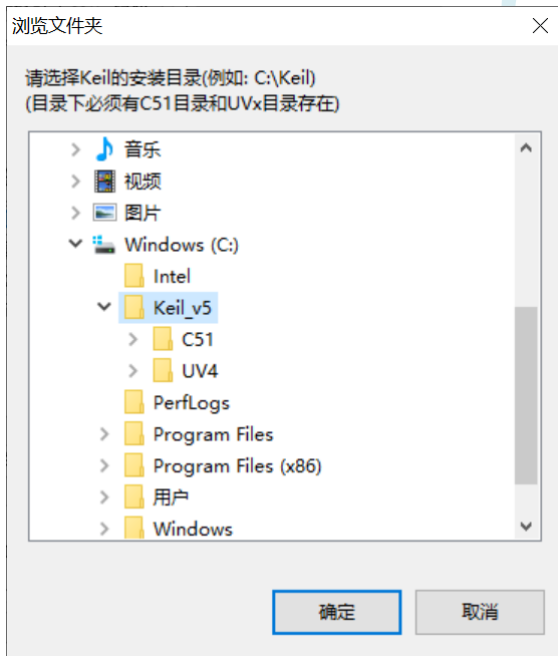 浏览文件夹
请选择Keil的安装目录(例如: C:\Keil)
(目录下必须有C51目录和UVx目录存在)
音乐
视频
图片
Windows (C:)
Intel
Keil_v5
C51
UV4
PerfLogs
Program Files
Program Files (x86)
用户
Windows
确定
取消